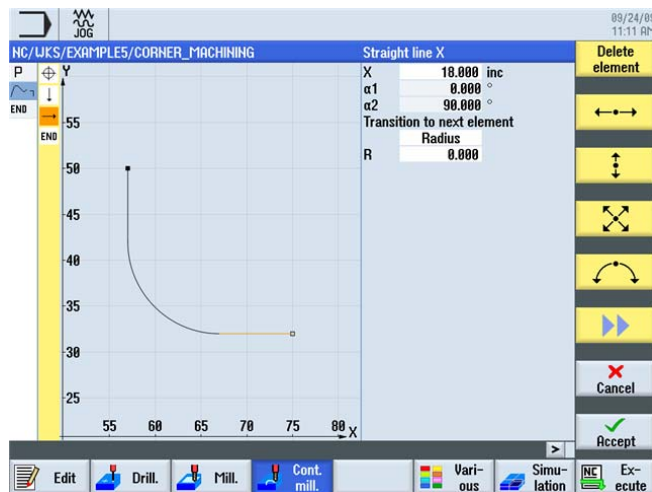 JOG
09/24/0
11:11 AM
NC/WKS/EXAMPLE5/CORNER_MACHINING
Straight line X
Delete
element
P
END
END
Y
X 18.000 inc
α1 0.000 °
α2 90.000 °
Transition to next element
Radius
R 0.000
55
50
45
40
35
30
25
55 60 65 70 75 80 X
Cancel
Accept
>
Edit
Drill.
Mill.
Cont.
mill.
Vari-
ous
Simu-
lation
NC
Ex-
ecute